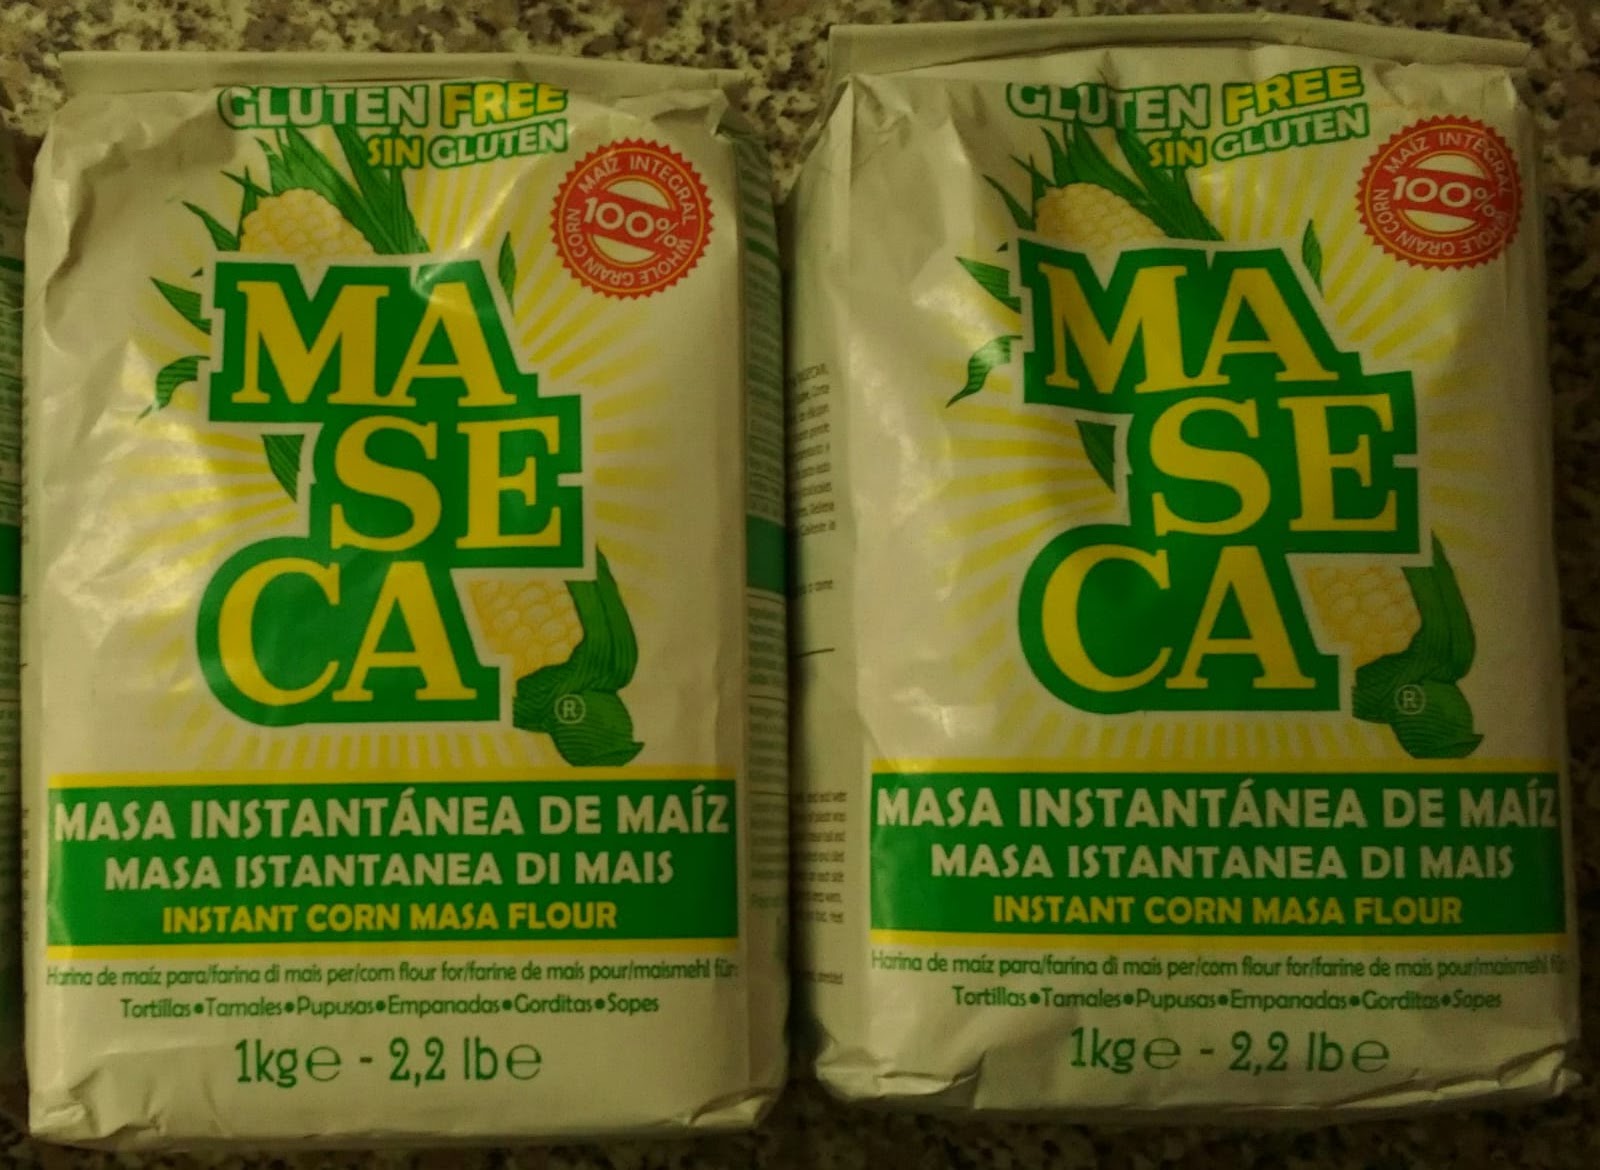 GLUTEN FREE
SIN GLUTEN
MAÍZ INTEGRAL
100%
WHOLE GRAIN CORN
MA
SE
CA
®
MASA INSTANTÁNEA DE MAÍZ
MASA ISTANTANEA DI MAIS
INSTANT CORN MASA FLOUR
Harina de maíz para/farina di mais per/corn flour for/farine de mais pour/maismehl für:
Tortillas•Tamales•Pupusas•Empanadas•Gorditas•Sopes
1kg℮ - 2,2 lb℮
GLUTEN FREE
SIN GLUTEN
MAÍZ INTEGRAL
100%
WHOLE GRAIN CORN
MA
SE
CA
®
MASA INSTANTÁNEA DE MAÍZ
MASA ISTANTANEA DI MAIS
INSTANT CORN MASA FLOUR
Harina de maíz para/farina di mais per/corn flour for/farine de mais pour/maismehl für
Tortillas•Tamales•Pupusas•Empanadas•Gorditas•Sopes
1kg℮ - 2,2 lb℮